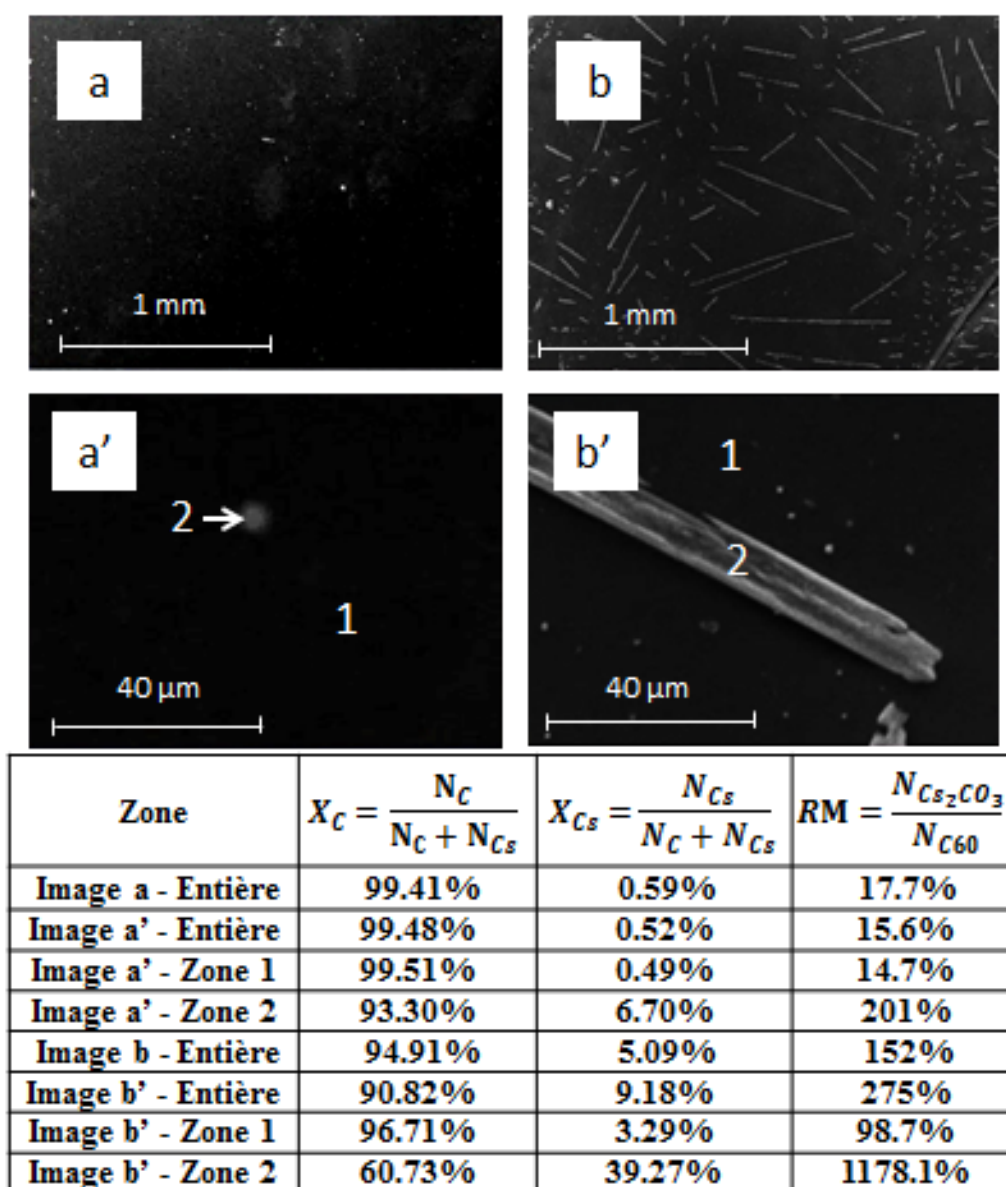 a
b
1 mm
1 mm
a’
b’
2
1
1
2
40 µm
40 µm
Zone | X_C = N_C / (N_C + N_Cs) | X_Cs = N_Cs / (N_C + N_Cs) | RM = N_Cs₂CO₃ / N_C60
Image a - Entière 99.41% 0.59% 17.7%
Image a’ - Entière 99.48% 0.52% 15.6%
Image a’ - Zone 1 99.51% 0.49% 14.7%
Image a’ - Zone 2 93.30% 6.70% 201%
Image b - Entière 94.91% 5.09% 152%
Image b’ - Entière 90.82% 9.18% 275%
Image b’ - Zone 1 96.71% 3.29% 98.7%
Image b’ - Zone 2 60.73% 39.27% 1178.1%